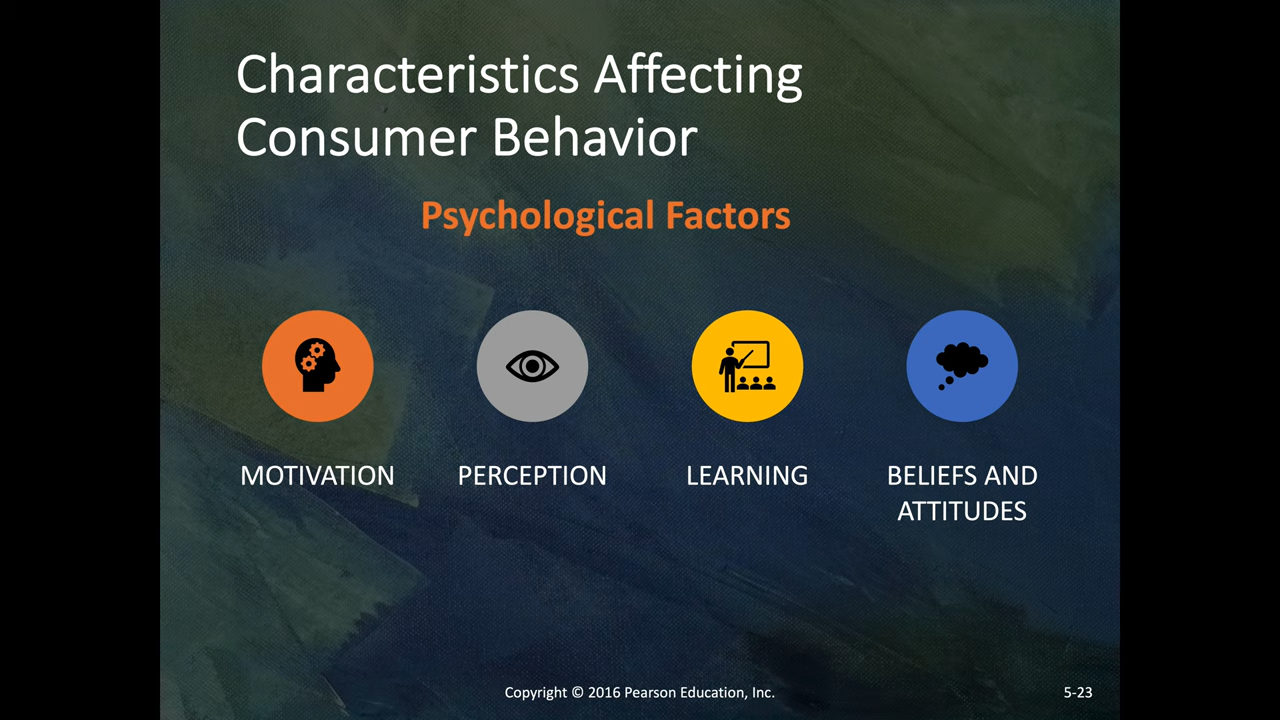 Characteristics Affecting
Consumer Behavior
Psychological Factors
MOTIVATION
PERCEPTION
LEARNING
BELIEFS AND
ATTITUDES
Copyright © 2016 Pearson Education, Inc.
5-23